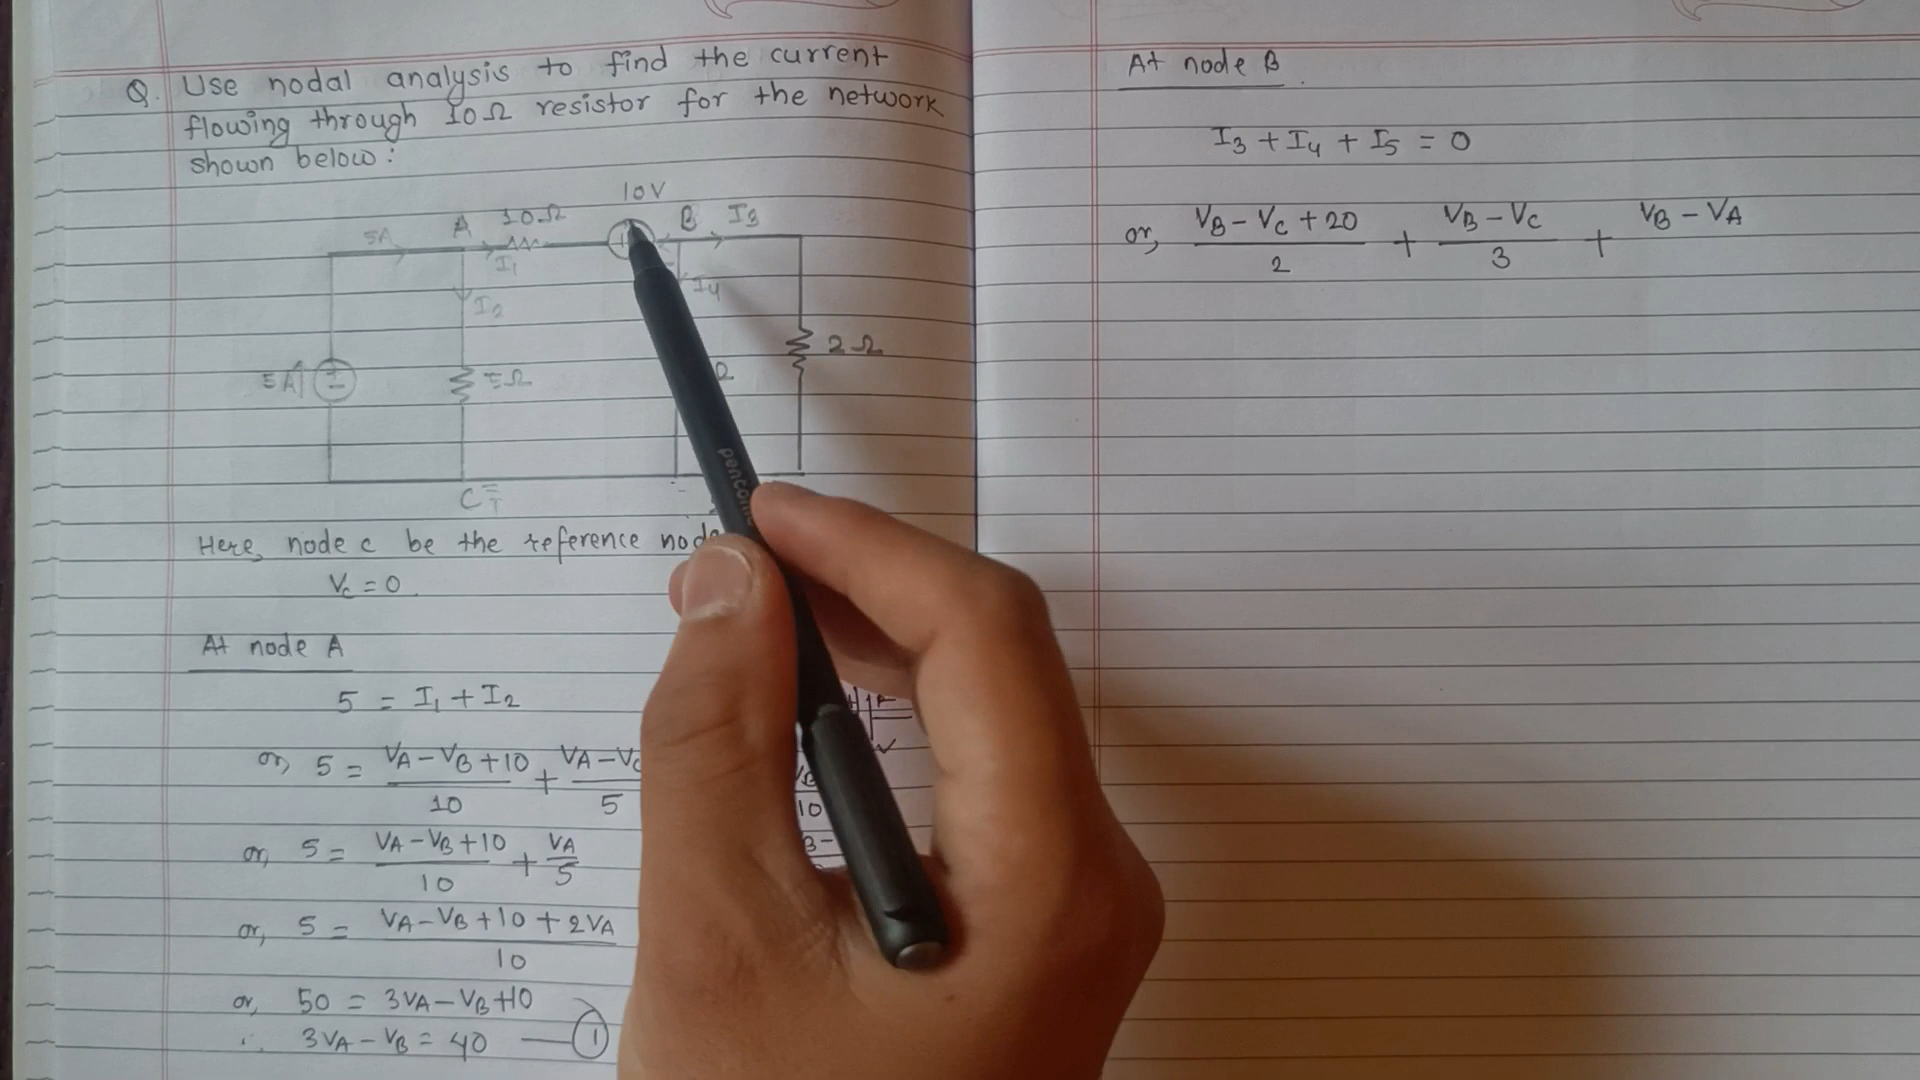 Q. Use nodal analysis to find the current
flowing through 10Ω resistor for the network
shown below:
10V
5A A 10Ω B I3
I1 I4
I2
5A 5Ω Ω 2Ω
C
Here, node c be the reference
Vc = 0.
At node A
5 = I1 + I2
or, 5 = VA - VB + 10 / 10 + VA - Vc / 5
or, 5 = VA - VB + 10 / 10 + VA / 5
or, 5 = VA - VB + 10 + 2VA / 10
or, 50 = 3VA - VB + 10
∴ 3VA - VB = 40 — ①
10
pencom
At node B
I3 + I4 + I5 = 0
or, VB - Vc + 20 / 2 + VB - Vc / 3 + VB - VA